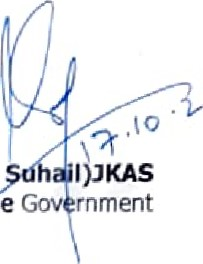 17.10.2
Suhail)JKAS
e Government